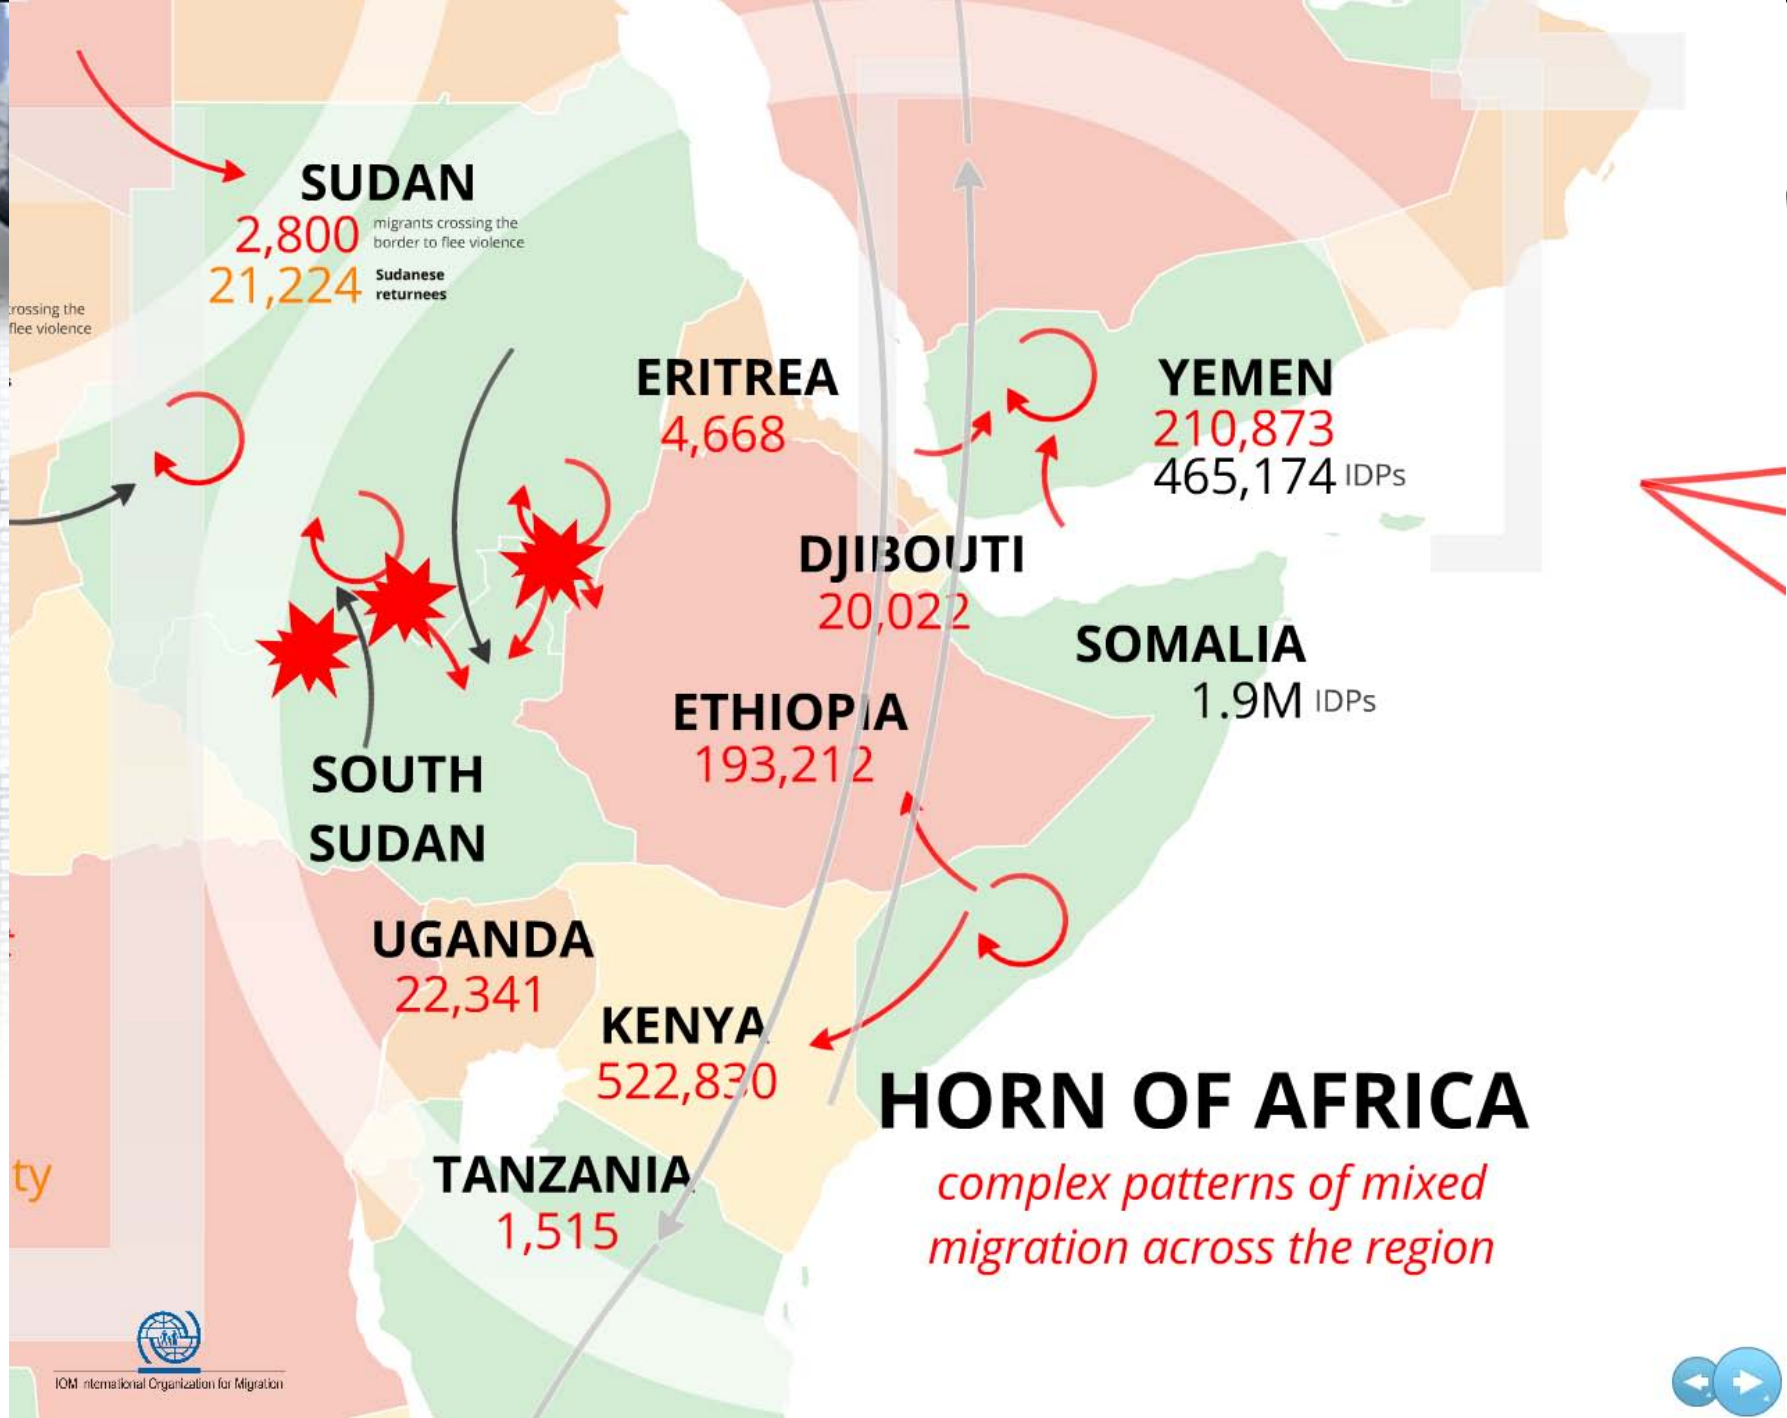 SUDAN
2,800 migrants crossing the
border to flee violence
21,224 Sudanese
returnees
crossing the
flee violence
ERITREA
4,668
YEMEN
210,873
465,174 IDPs
DJIBOUTI
20,022
SOMALIA
1.9M IDPs
ETHIOPIA
193,212
SOUTH
SUDAN
UGANDA
22,341
KENYA
522,830
HORN OF AFRICA
complex patterns of mixed
migration across the region
TANZANIA
1,515
ty
IOM International Organization for Migration